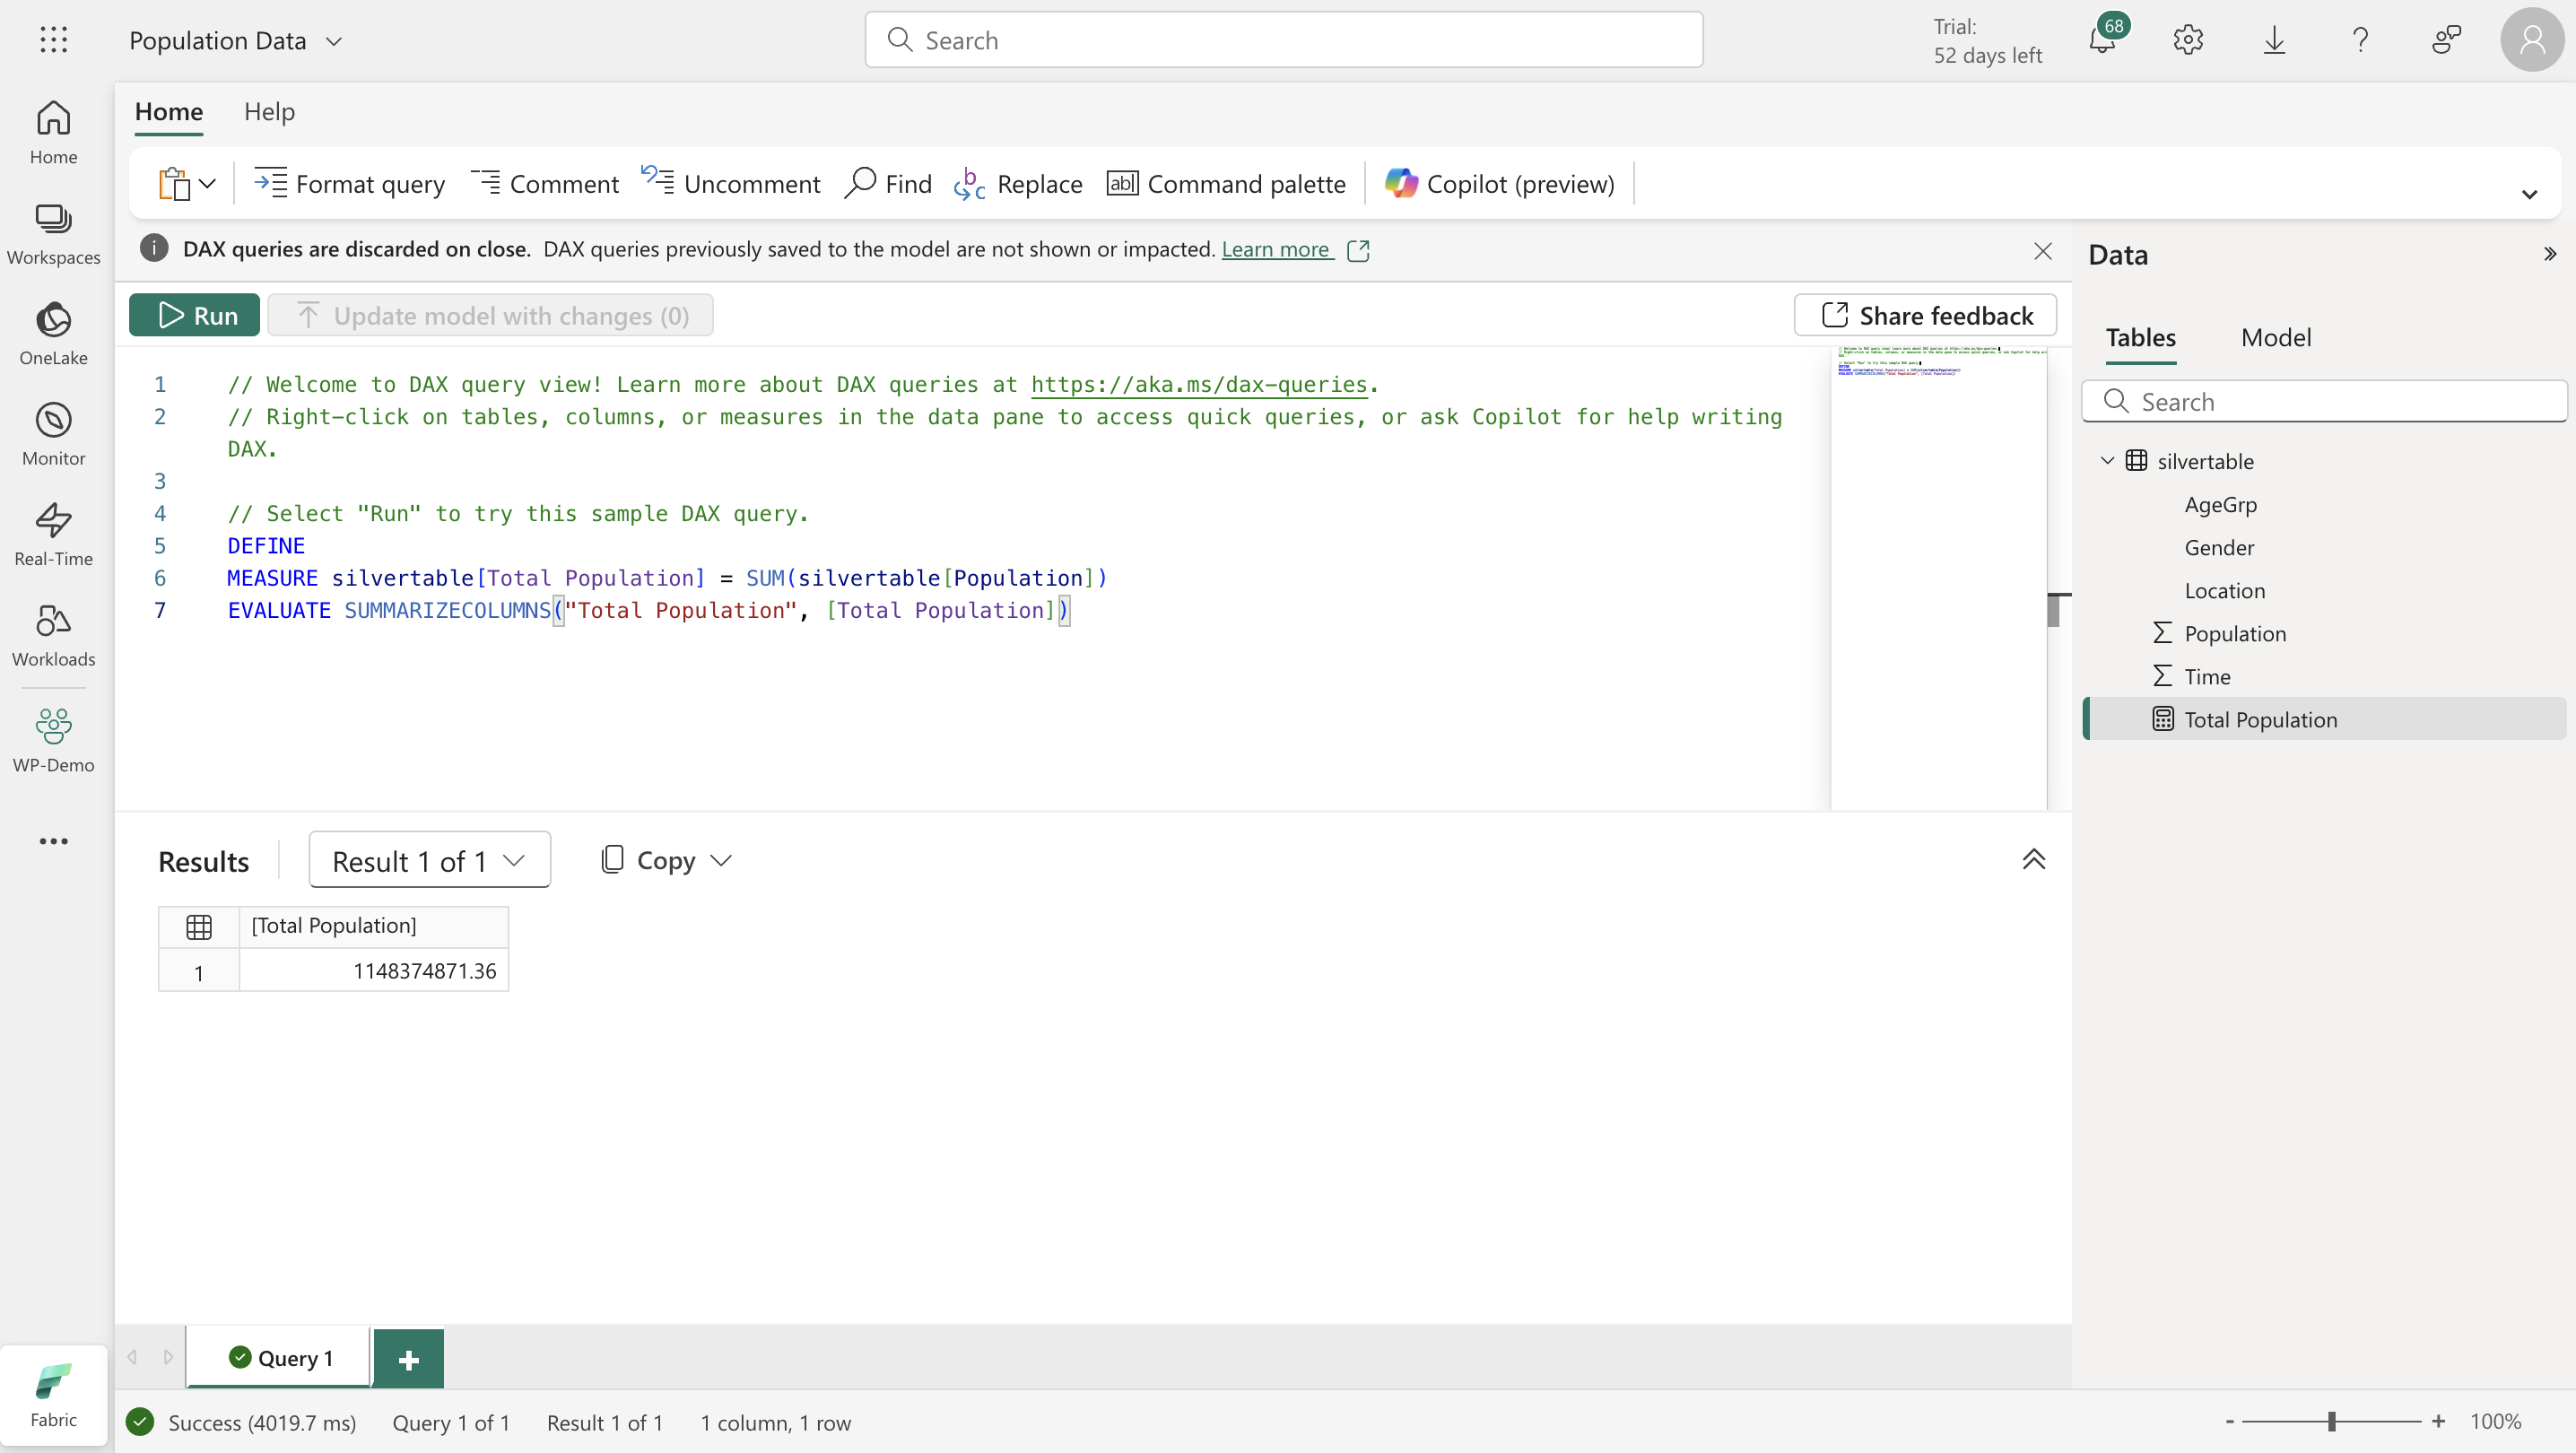 Population Data
Search
Trial:
52 days left
68
Home
Help
Home
Workspaces
OneLake
Monitor
Real-Time
Workloads
WP-Demo
Fabric
Format query
Comment
Uncomment
Find
Replace
Command palette
Copilot (preview)
DAX queries are discarded on close. DAX queries previously saved to the model are not shown or impacted. Learn more
Run
Update model with changes (0)
Share feedback
1 // Welcome to DAX query view! Learn more about DAX queries at https://aka.ms/dax-queries.
2 // Right-click on tables, columns, or measures in the data pane to access quick queries, or ask Copilot for help writing
DAX.
3
4 // Select "Run" to try this sample DAX query.
5 DEFINE
6 MEASURE silvertable[Total Population] = SUM(silvertable[Population])
7 EVALUATE SUMMARIZECOLUMNS("Total Population", [Total Population])
Results
Result 1 of 1
Copy
[Total Population]
1 1148374871.36
Query 1
Success (4019.7 ms)
Query 1 of 1
Result 1 of 1
1 column, 1 row
Data
Tables
Model
Search
silvertable
AgeGrp
Gender
Location
Population
Time
Total Population
- + 100%